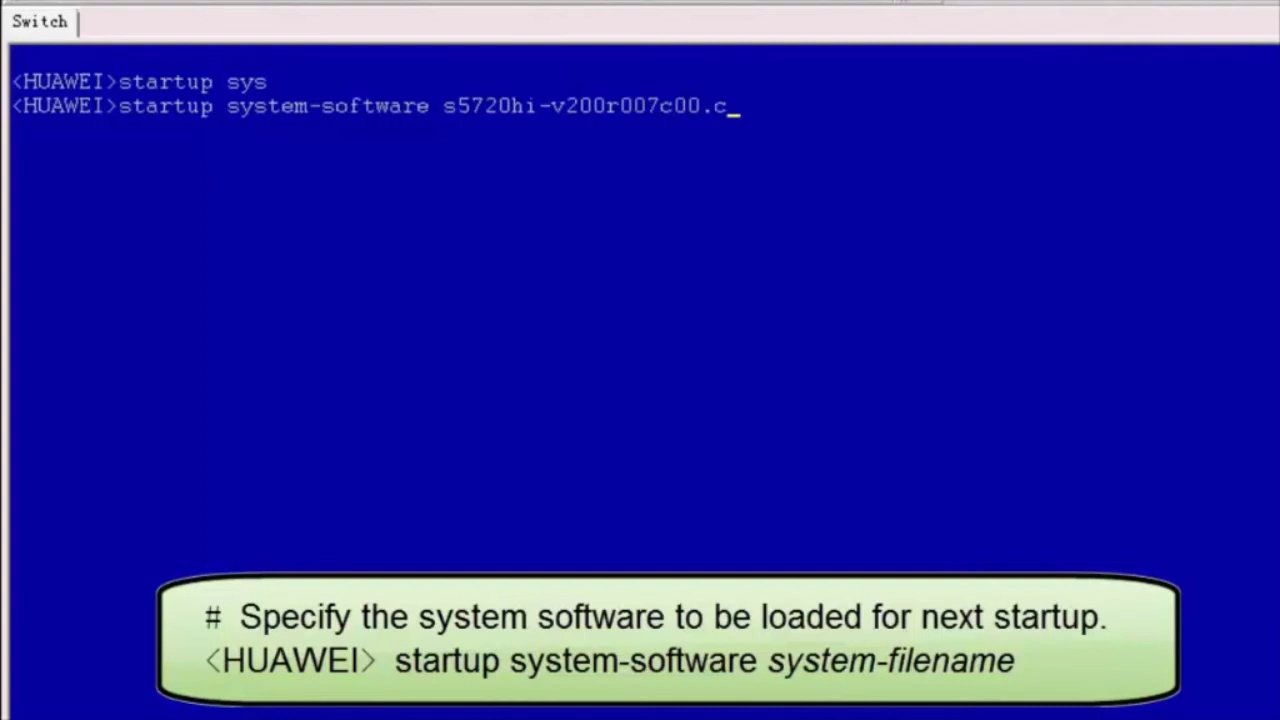 Switch
<HUAWEI>startup sys
<HUAWEI>startup system-software s5720hi-v200r007c00.c_
# Specify the system software to be loaded for next startup.
<HUAWEI> startup system-software system-filename